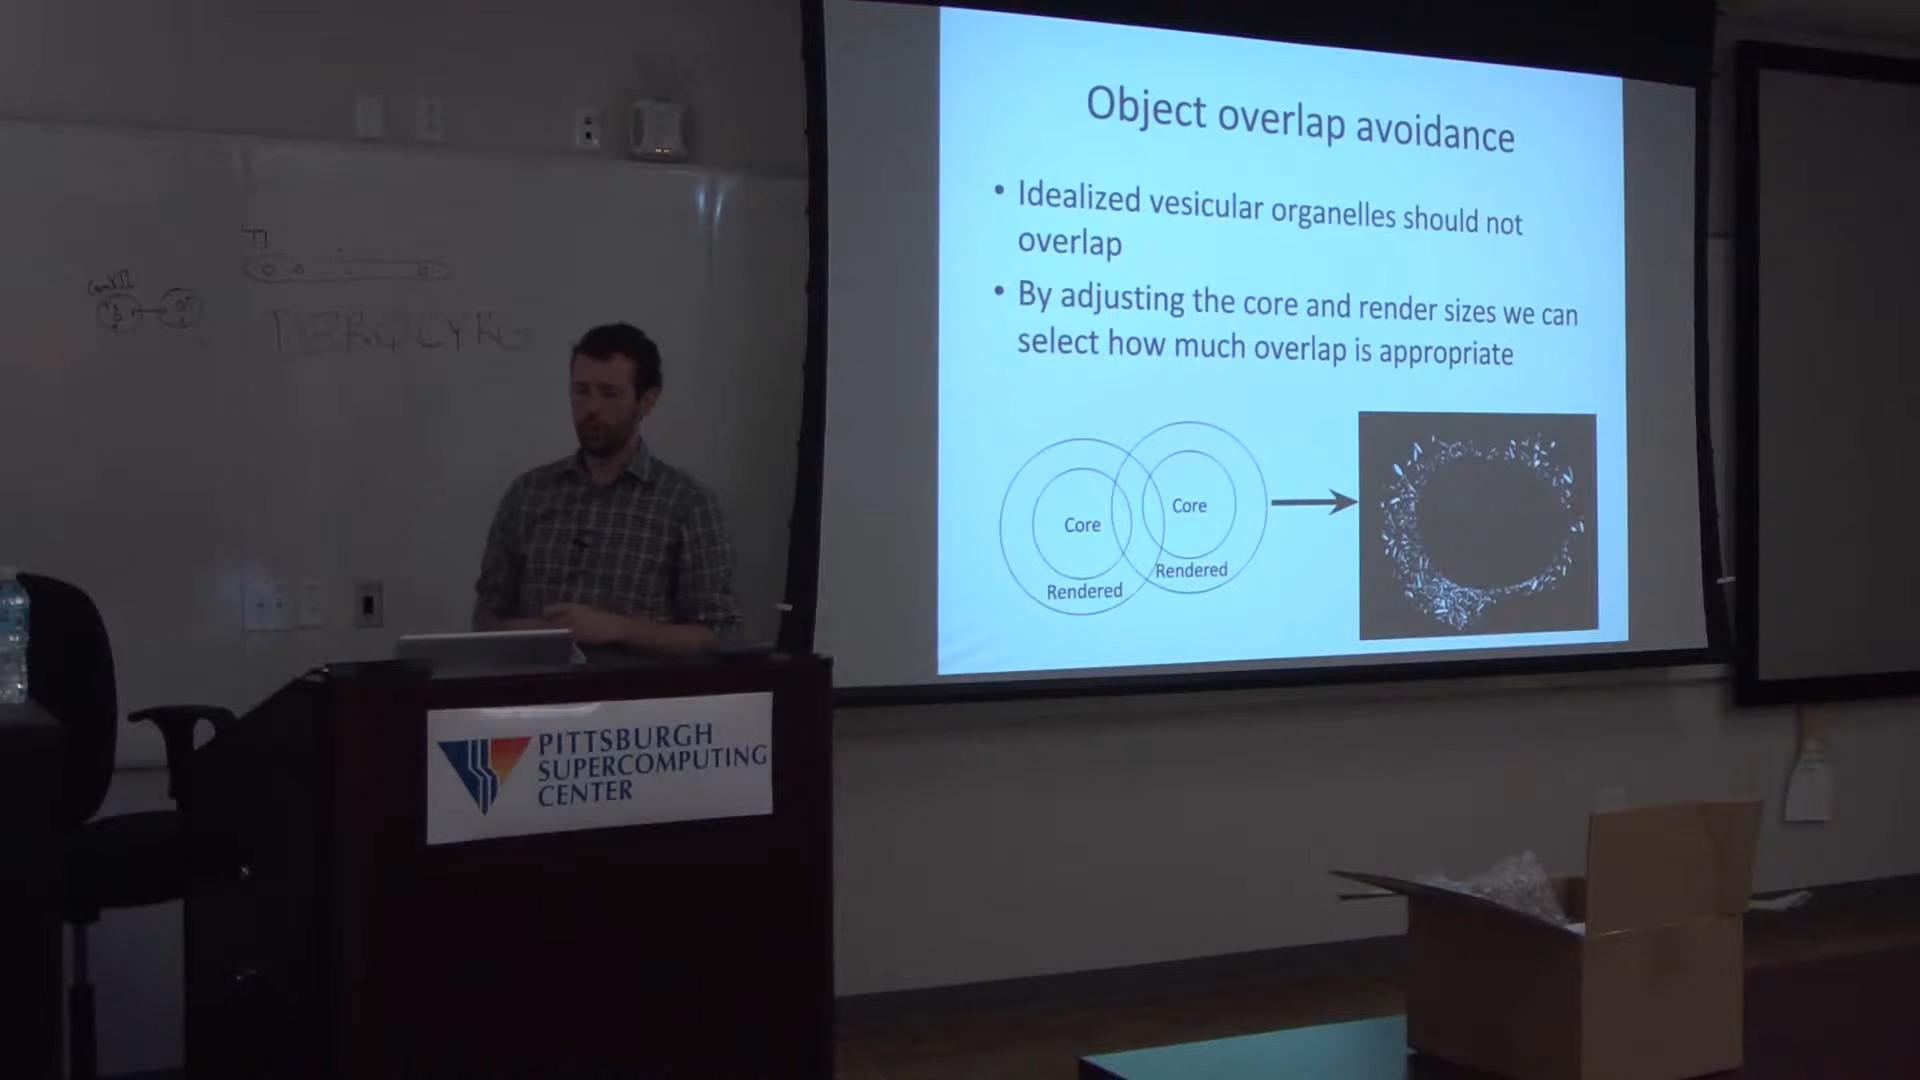 Object overlap avoidance
• Idealized vesicular organelles should not
overlap
• By adjusting the core and render sizes we can
select how much overlap is appropriate
Core
Core
Rendered
Rendered
PITTSBURGH
SUPERCOMPUTING
CENTER